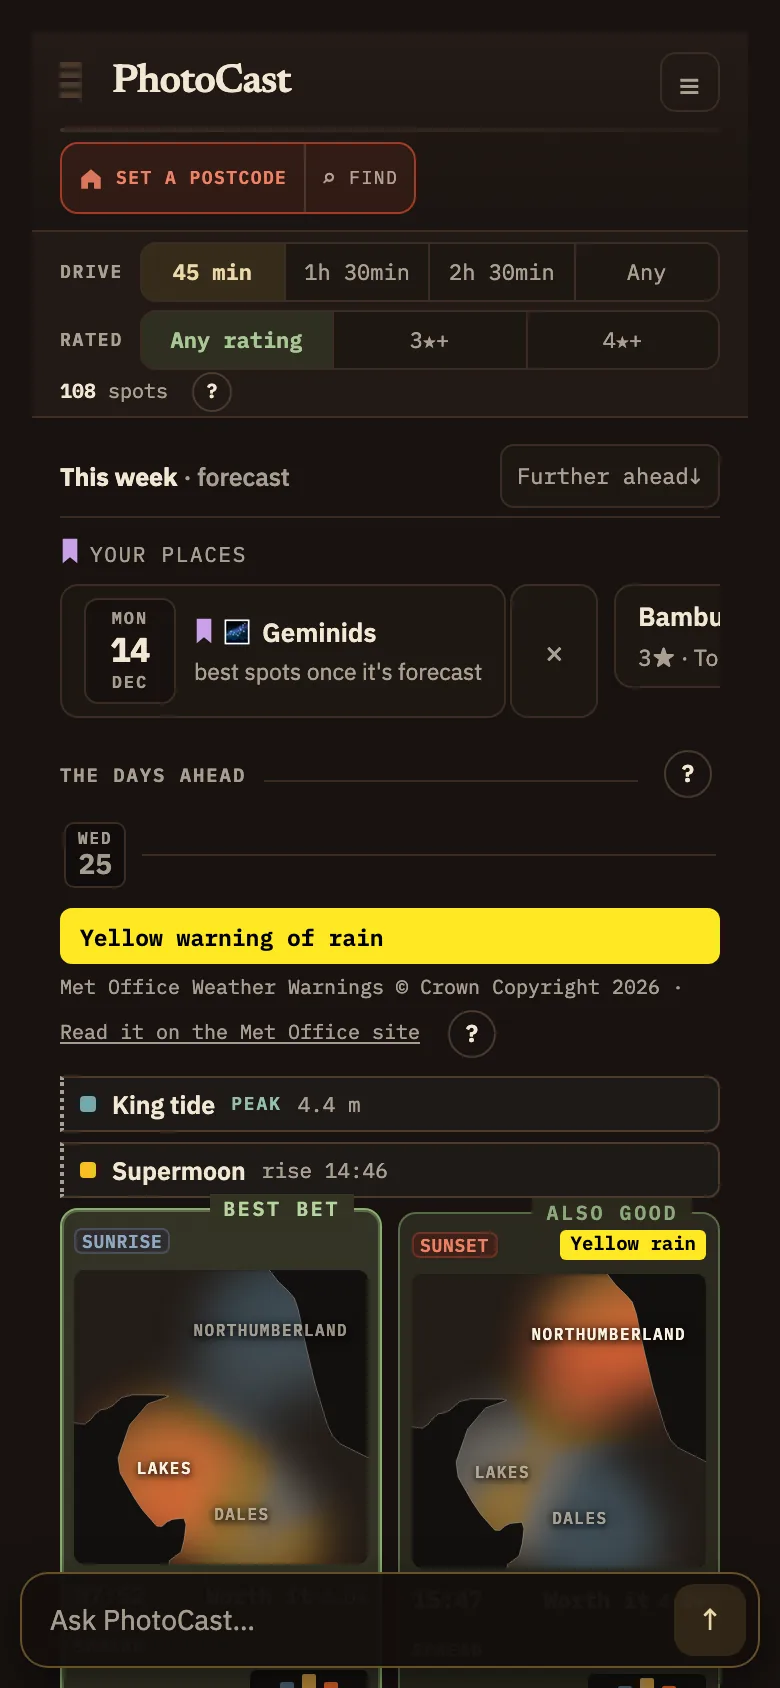 PhotoCast
SET A POSTCODE FIND
DRIVE 45 min 1h 30min 2h 30min Any
RATED Any rating 3★+ 4★+
108 spots ?
This week · forecast Further ahead↓
YOUR PLACES
MON
14
DEC
Geminids
best spots once it's forecast
×
Bambu
3★ · To
THE DAYS AHEAD ?
WED
25
Yellow warning of rain
Met Office Weather Warnings © Crown Copyright 2026 ·
Read it on the Met Office site ?
King tide PEAK 4.4 m
Supermoon rise 14:46
BEST BET
SUNRISE
NORTHUMBERLAND
LAKES
DALES
ALSO GOOD
SUNSET Yellow rain
NORTHUMBERLAND
LAKES
DALES
15:47 Worth it
Ask PhotoCast... ↑